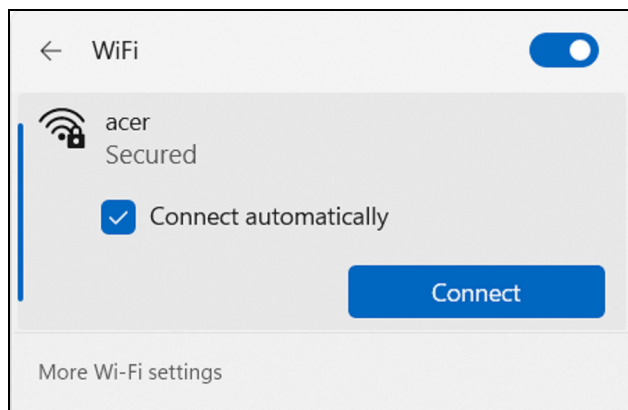 WiFi
acer
Secured
Connect automatically
Connect
More Wi-Fi settings